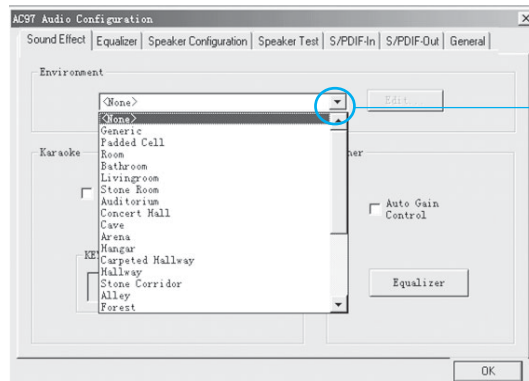 AC97 Audio Configuration
Sound Effect Equalizer Speaker Configuration Speaker Test S/PDIF-In S/PDIF-Out General
Environment
<None>
Edit...
<None>
Generic
Padded Cell
Room
Bathroom
Livingroom
Stone Room
Auditorium
Concert Hall
Cave
Arena
Hangar
Carpeted Hallway
Hallway
Stone Corridor
Alley
Forest
Karaoke
KE
her
Auto Gain
Control
Equalizer
OK